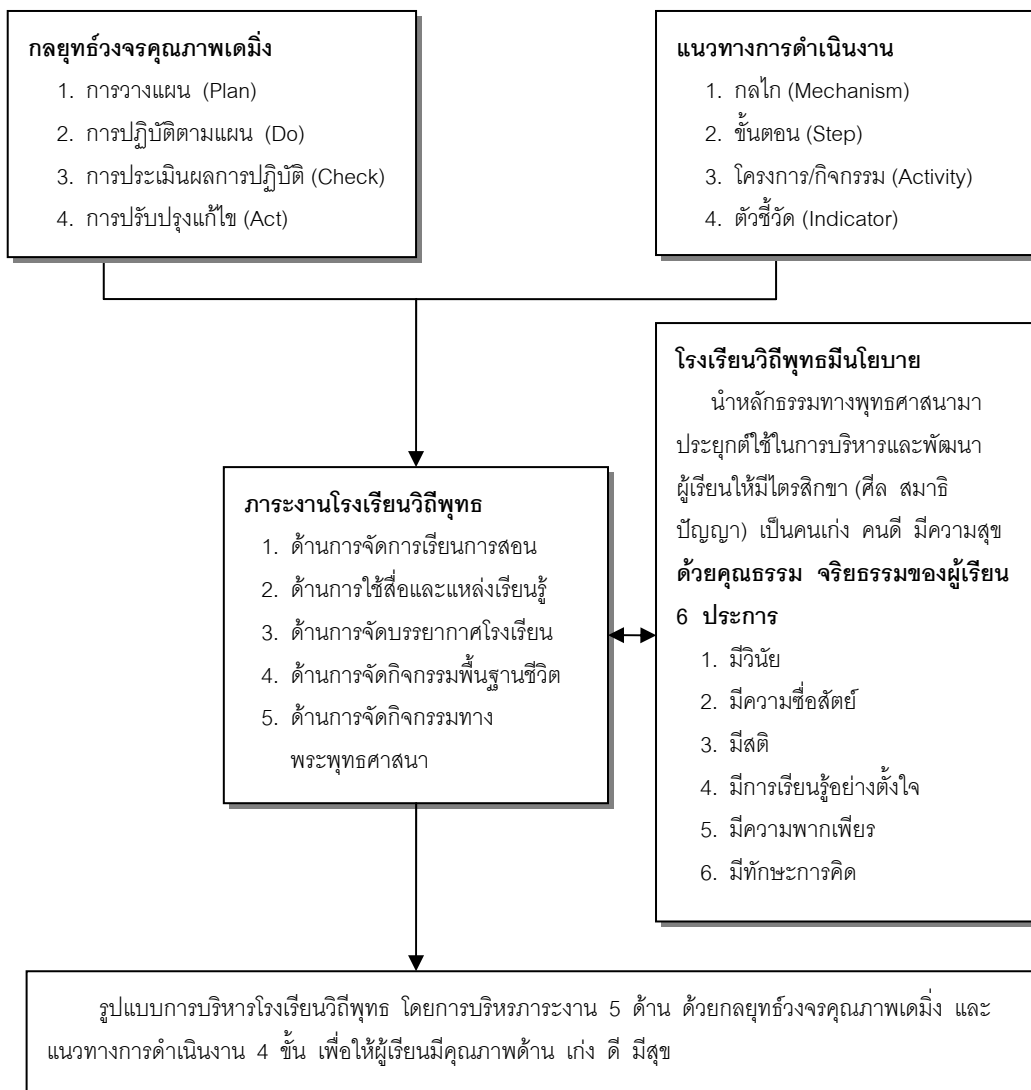 กลยุทธ์วงจรคุณภาพเดมิ่ง
1. การวางแผน (Plan)
2. การปฏิบัติตามแผน (Do)
3. การประเมินผลการปฏิบัติ (Check)
4. การปรับปรุงแก้ไข (Act)
แนวทางการดำเนินงาน
1. กลไก (Mechanism)
2. ขั้นตอน (Step)
3. โครงการ/กิจกรรม (Activity)
4. ตัวชี้วัด (Indicator)
โรงเรียนวิถีพุทธมีนโยบาย
นำหลักธรรมทางพุทธศาสนามา
ประยุกต์ใช้ในการบริหารและพัฒนา
ผู้เรียนให้มีไตรสิกขา (ศีล สมาธิ
ปัญญา) เป็นคนเก่ง คนดี มีความสุข
ด้วยคุณธรรม จริยธรรมของผู้เรียน
6 ประการ
1. มีวินัย
2. มีความซื่อสัตย์
3. มีสติ
4. มีการเรียนรู้อย่างตั้งใจ
5. มีความพากเพียร
6. มีทักษะการคิด
ภาระงานโรงเรียนวิถีพุทธ
1. ด้านการจัดการเรียนการสอน
2. ด้านการใช้สื่อและแหล่งเรียนรู้
3. ด้านการจัดบรรยากาศโรงเรียน
4. ด้านการจัดกิจกรรมพื้นฐานชีวิต
5. ด้านการจัดกิจกรรมทาง
พระพุทธศาสนา
รูปแบบการบริหารโรงเรียนวิถีพุทธ โดยการบริหรภาระงาน 5 ด้าน ด้วยกลยุทธ์วงจรคุณภาพเดมิ่ง และ
แนวทางการดำเนินงาน 4 ขั้น เพื่อให้ผู้เรียนมีคุณภาพด้าน เก่ง ดี มีสุข